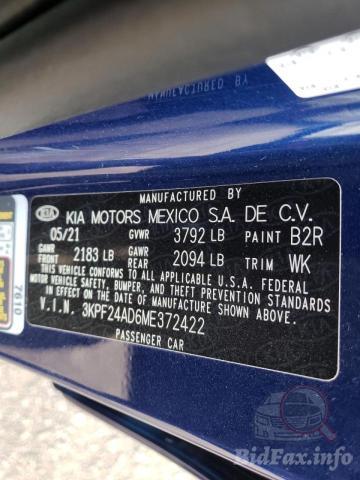 MANUFACTURED BY
KIA KIA MOTORS MEXICO S.A. DE C.V.
05/21 GVWR 3792 LB PAINT B2R
GAWR FRONT 2183 LB GAWR REAR 2094 LB TRIM WK
THIS VEHICLE CONFORMS TO ALL APPLICABLE U.S.A. FEDERAL
MOTOR VEHICLE SAFETY, BUMPER, AND THEFT PREVENTION
STANDARDS IN EFFECT ON THE DATE OF MANUFACTURE SHOWN ABOVE.
V.I.N. 3KPF24AD6ME372422
PASSENGER CAR
7610
BidFax.info